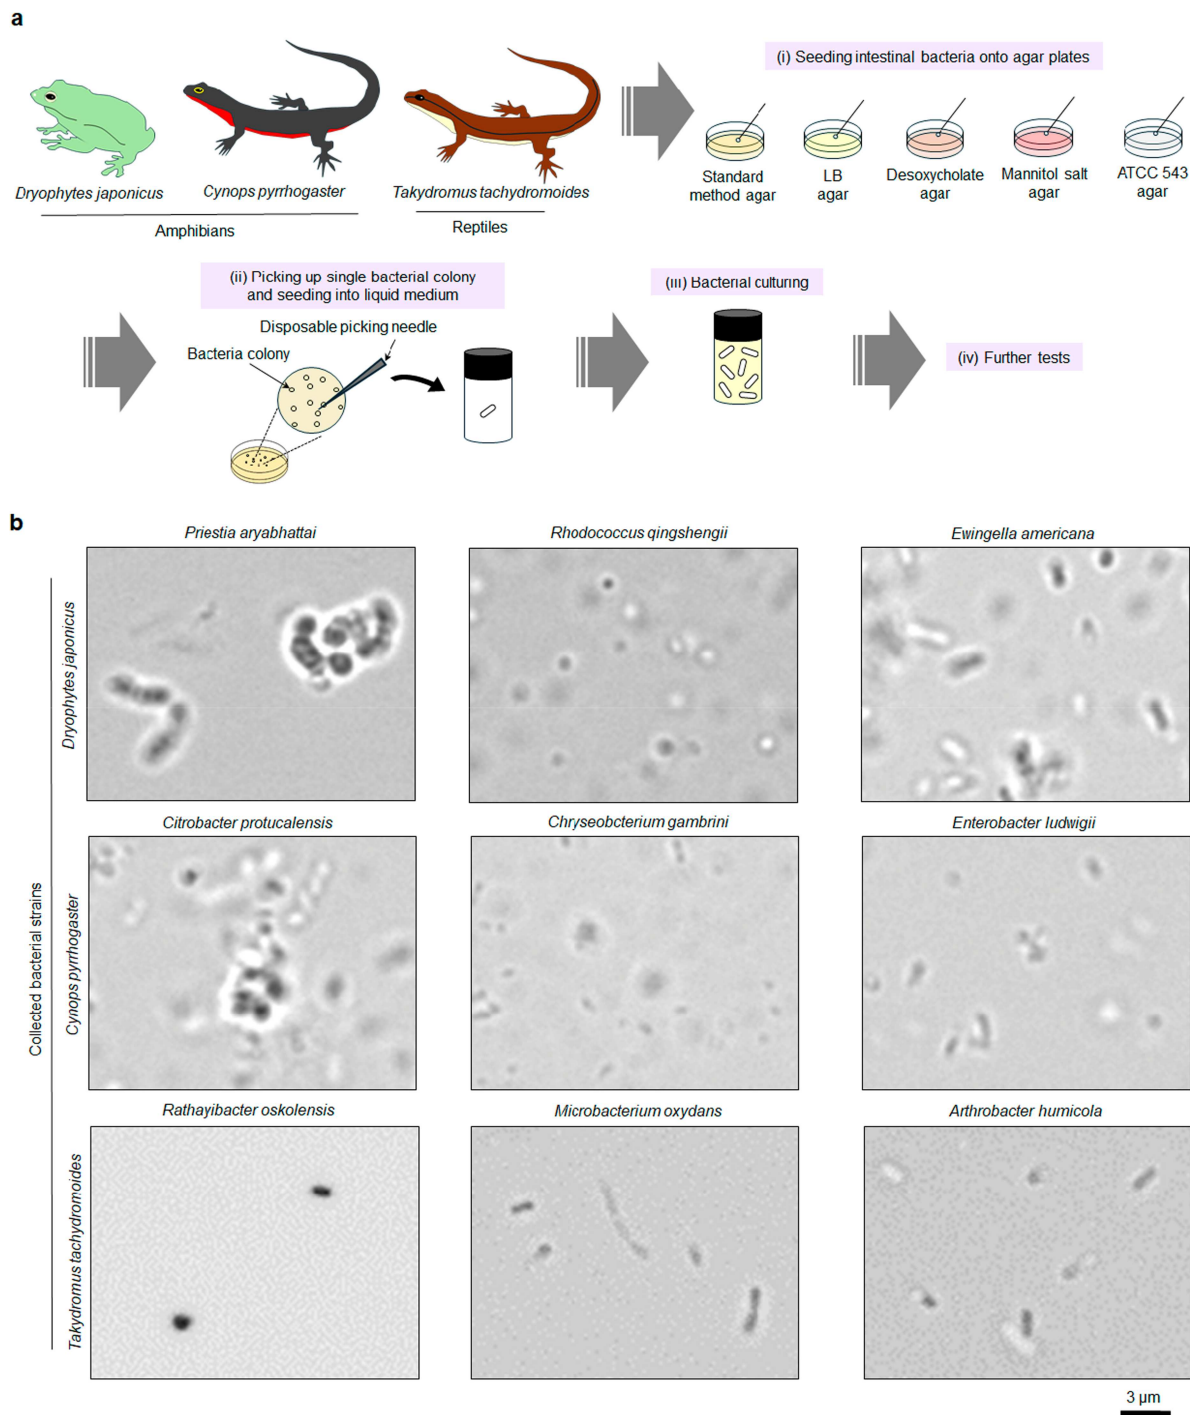 a
(i) Seeding intestinal bacteria onto agar plates
Dryophytes japonicus
Cynops pyrrhogaster
Takydromus tachydromoides
Amphibians
Reptiles
Standard
method agar
LB
agar
Desoxycholate
agar
Mannitol salt
agar
ATCC 543
agar
(ii) Picking up single bacterial colony
and seeding into liquid medium
Disposable picking needle
Bacteria colony
(iii) Bacterial culturing
(iv) Further tests
b
Collected bacterial strains
Dryophytes japonicus
Priestia aryabhattai
Rhodococcus qingshengii
Ewingella americana
Cynops pyrrhogaster
Citrobacter protucalensis
Chryseobcterium gambrini
Enterobacter ludwigii
Takydromus tachydromoides
Rathayibacter oskolensis
Microbacterium oxydans
Arthrobacter humicola
3 µm